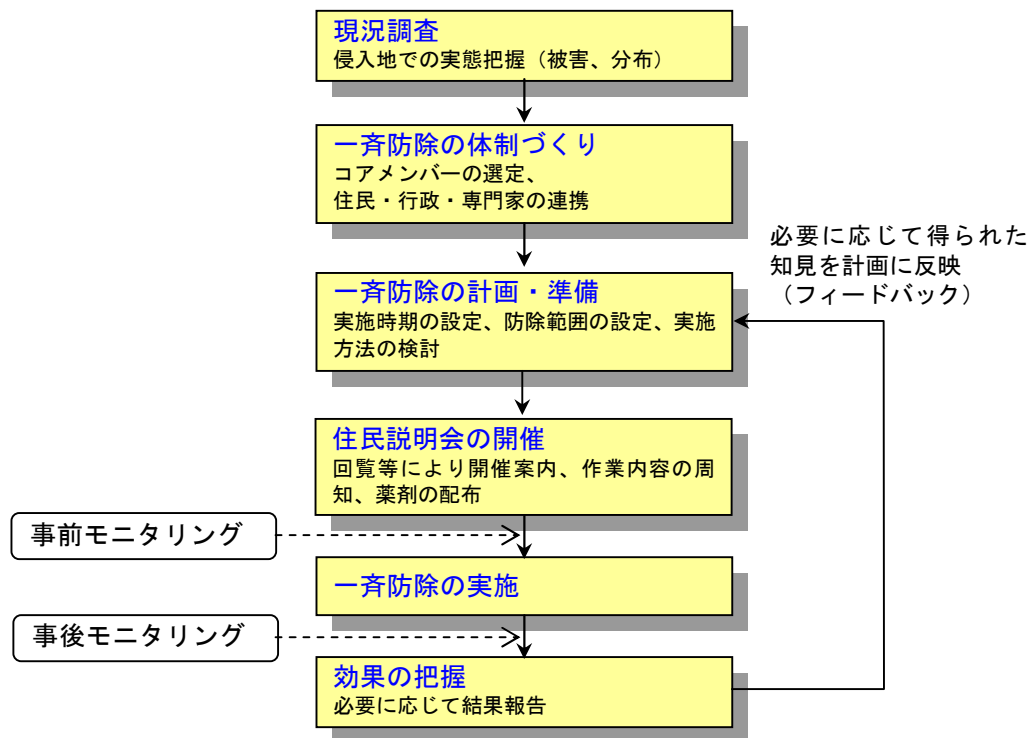 現況調査
侵入地での実態把握（被害、分布）
一斉防除の体制づくり
コアメンバーの選定、
住民・行政・専門家の連携
必要に応じて得られた
知見を計画に反映
（フィードバック）
一斉防除の計画・準備
実施時期の設定、防除範囲の設定、実施
方法の検討
住民説明会の開催
回覧等により開催案内、作業内容の周
知、薬剤の配布
事前モニタリング
一斉防除の実施
事後モニタリング
効果の把握
必要に応じて結果報告